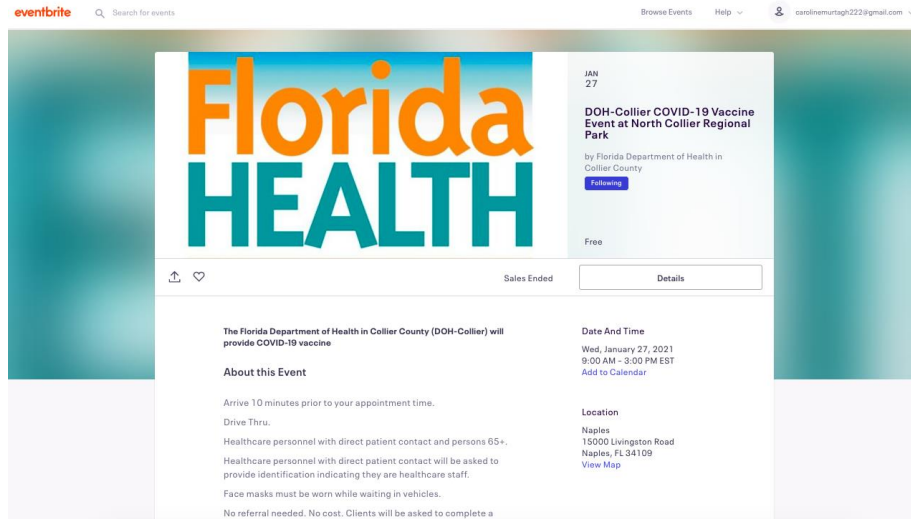 eventbrite
Search for events
Browse Events
Help
carolinemurtagh222@gmail.com
Florida
HEALTH
JAN
27
DOH-Collier COVID-19 Vaccine
Event at North Collier Regional
Park
by Florida Department of Health in
Collier County
Following
Free
Sales Ended
Details
The Florida Department of Health in Collier County (DOH-Collier) will
provide COVID-19 vaccine
About this Event
Arrive 10 minutes prior to your appointment time.
Drive Thru.
Healthcare personnel with direct patient contact and persons 65+.
Healthcare personnel with direct patient contact will be asked to
provide identification indicating they are healthcare staff.
Face masks must be worn while waiting in vehicles.
No referral needed. No cost. Clients will be asked to complete a
Date And Time
Wed, January 27, 2021
9:00 AM – 3:00 PM EST
Add to Calendar
Location
Naples
15000 Livingston Road
Naples, FL 34109
View Map